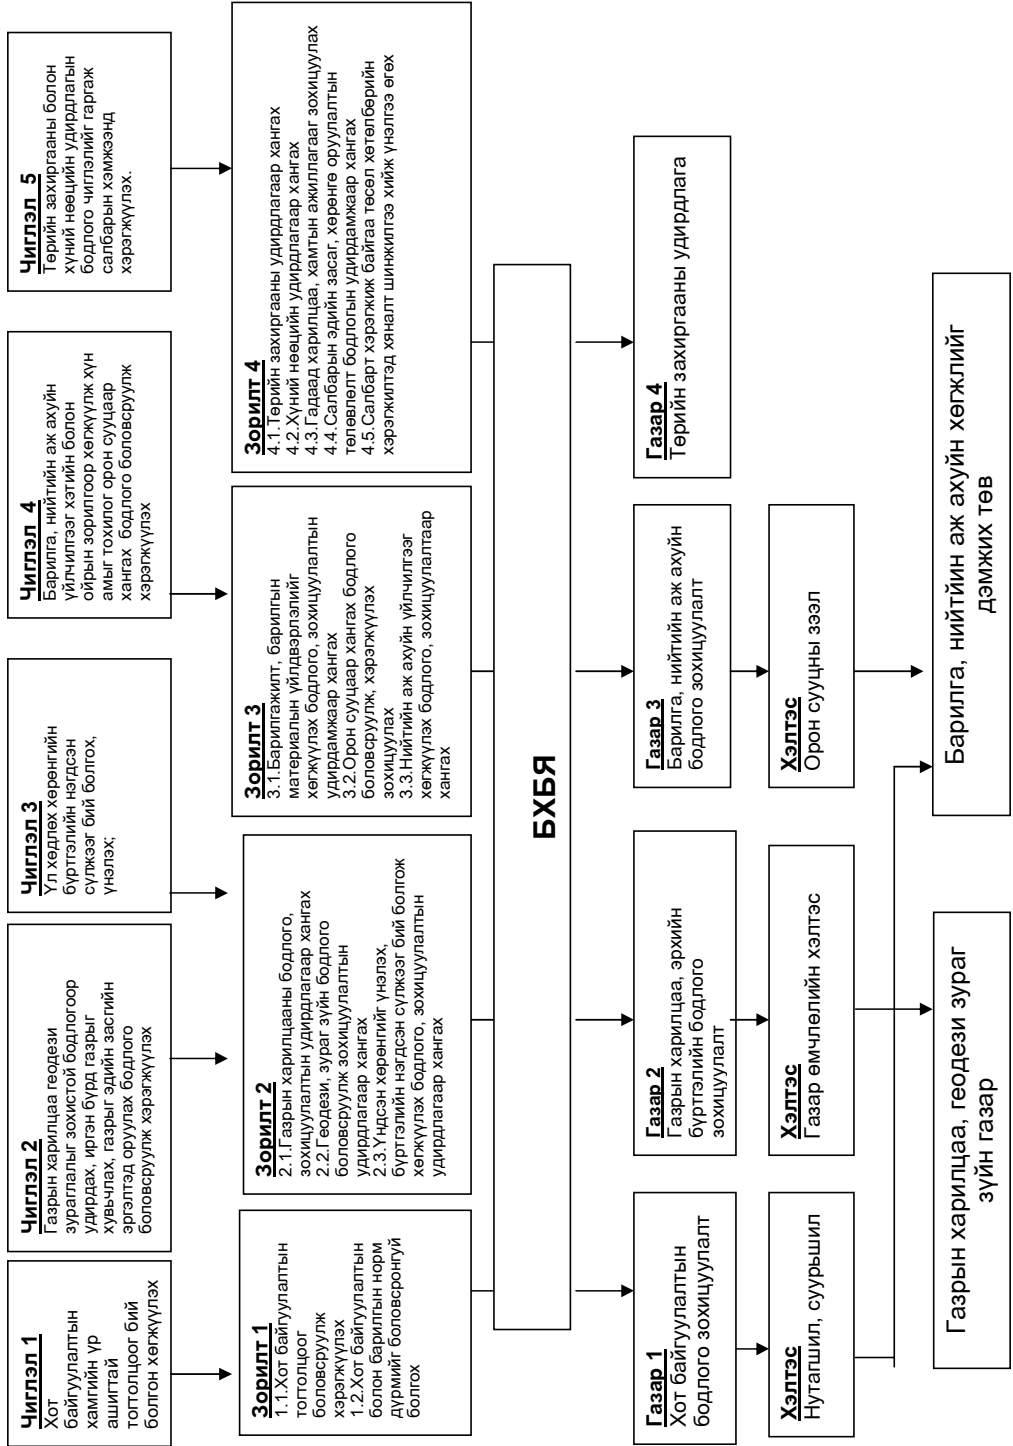 Чиглэл 1
Хот
байгуулалтын
хамгийн үр
ашигтай
тогтолцоог бий
болгон хөгжүүлэх
Чиглэл 2
Газрын харилцаа геодези
зураглалыг зохистой бодлогоор
удирдах, иргэн бүрд газрыг
хувьчлах, газрыг эдийн засгийн
эргэлтэд оруулах бодлого
боловсруулж хэрэгжүүлэх
Чиглэл 3
Үл хөдлөх хөрөнгийн
бүртгэлийн нэгдсэн
сүлжээг бий болгох,
үнэлэх;
Чиглэл 4
Барилга, нийтийн аж ахуйн
үйлчилгээг хэтийн болон
ойрын зорилгоор хөгжүүлж хүн
амыг тохилог орон сууцаар
хангах бодлого боловсруулж
хэрэгжүүлэх
Чиглэл 5
Төрийн захиргааны болон
хүний нөөцийн удирдлагын
бодлого чиглэлийг гаргаж
салбарын хэмжээнд
хэрэгжүүлэх.
Зорилт 1
1.1.Хот байгуулалтын
тогтолцоог
боловсруулж
хэрэгжүүлэх
1.2.Хот байгуулалтын
болон барилгын норм
дүрмийг боловсронгуй
болгох
Зорилт 2
2.1.Газрын харилцааны бодлого,
зохицуулалтын удирдлагаар хангах
2.2.Геодези, зураг зүйн бодлого
боловсруулж зохицуулалтын
удирдлагаар хангах
2.3.Үндсэн хөрөнгийг үнэлэх,
бүртгэлийн нэгдсэн сүлжээг бий болгож
хөгжүүлэх бодлого, зохицуулалтын
удирдлагаар хангах
Зорилт 3
3.1.Барилгажилт, барилгын
материалын үйлдвэрлэлийг
хөгжүүлэх бодлого, зохицуулалтын
удирдамжаар хангах
3.2.Орон сууцаар хангах бодлого
боловсруулж, хэрэгжүүлэх
зохицуулах
3.3.Нийтийн аж ахуйн үйлчилгээг
хөгжүүлэх бодлого, зохицуулалтаар
хангах
Зорилт 4
4.1.Төрийн захиргааны удирдлагаар хангах
4.2.Хүний нөөцийн удирдлагаар хангах
4.3.Гадаад харилцаа, хамтын ажиллагааг зохицуулах
4.4.Салбарын эдийн засаг, хөрөнгө оруулалтын
төлөвлөлт бодлогын удирдамжаар хангах
4.5.Салбарт хэрэгжиж байгаа төсөл хөтөлбөрийн
хэрэгжилтэд хяналт шинжилгээ хийж үнэлгээ өгөх
БХБЯ
Газар 1
Хот байгуулалтын
бодлого зохицуулалт
Газар 2
Газрын харилцаа, эрхийн
бүртгэлийн бодлого
зохицуулалт
Газар 3
Барилга, нийтийн аж ахуйн
бодлого зохицуулалт
Газар 4
Төрийн захиргааны удирдлага
Хэлтэс
Нутагшил, суурьшил
Хэлтэс
Газар өмчлөлийн хэлтэс
Хэлтэс
Орон сууцны зээл
Газрын харилцаа, геодези зураг
зүйн газар
Барилга, нийтйин аж ахуйн хөгжлийг
дэмжих төв